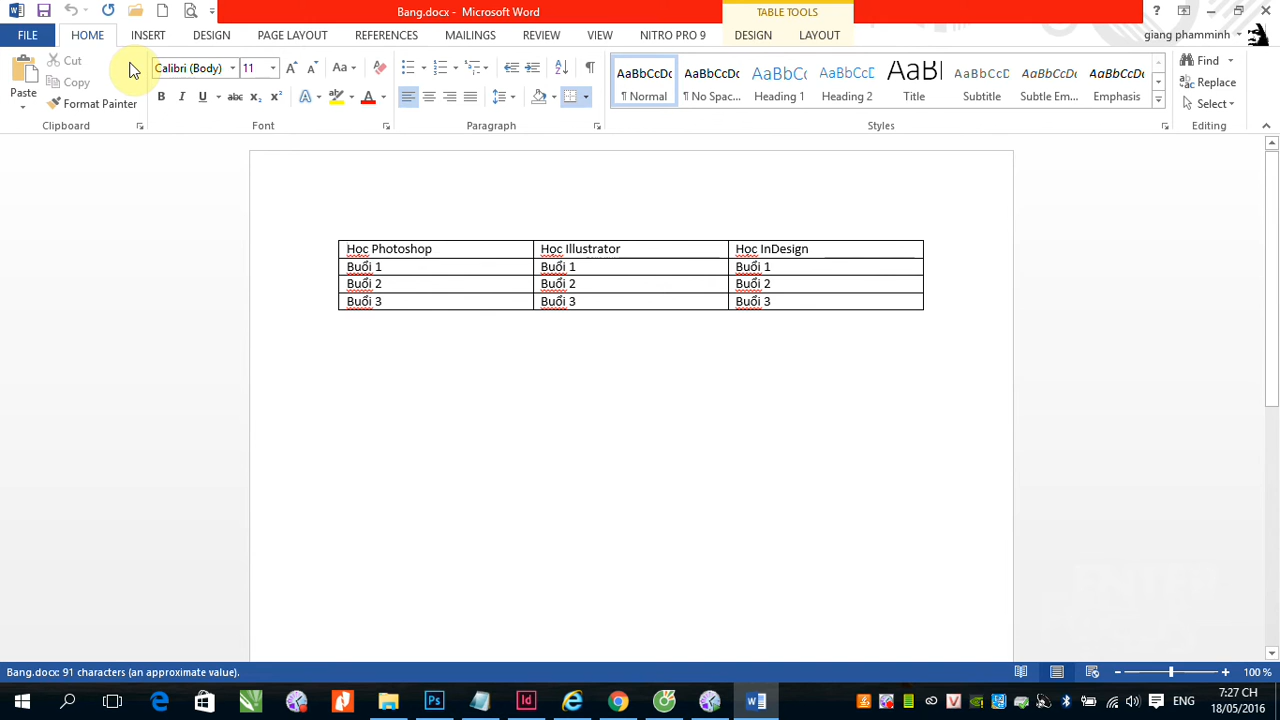 Bang.docx - Microsoft Word
TABLE TOOLS
FILE HOME INSERT DESIGN PAGE LAYOUT REFERENCES MAILINGS REVIEW VIEW NITRO PRO 9 DESIGN LAYOUT giang phamminh
Paste
Cut
Copy
Format Painter
Calibri (Body) 11
AaBbCcDc AaBbCcDc AaBbCc AaBbCcD AaBl AaBbCcD AaBbCcDc AaBbCcDc
¶ Normal ¶ No Spac... Heading 1 Heading 2 Title Subtitle Subtle Em... Emphasis
Find
Replace
Select
Clipboard Font Paragraph Styles Editing
Học Photoshop Học Illustrator Học InDesign
Buổi 1 Buổi 1 Buổi 1
Buổi 2 Buổi 2 Buổi 2
Buổi 3 Buổi 3 Buổi 3
Bang.docx: 91 characters (an approximate value).
100 %
ENG
7:27 CH
18/05/2016